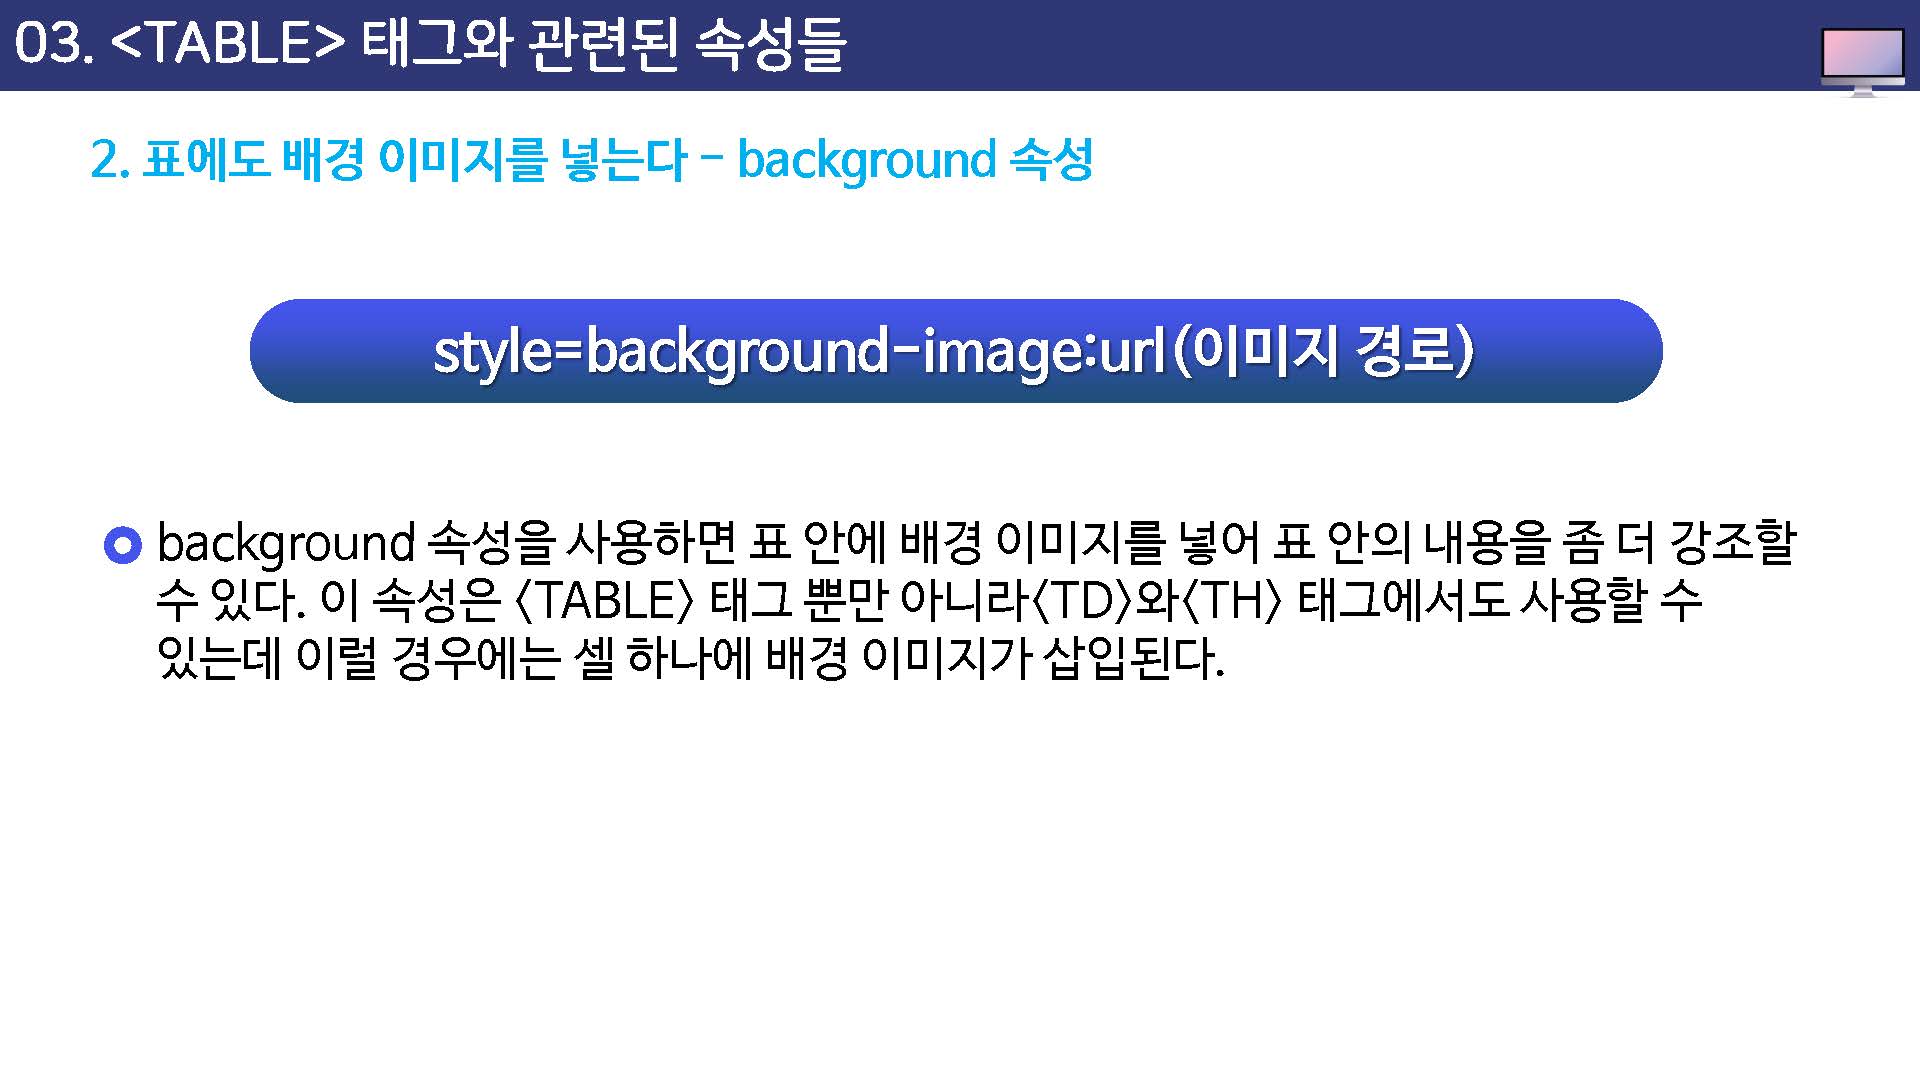 03. <TABLE> 태그와 관련된 속성들
2. 표에도 배경 이미지를 넣는다 - background 속성
style=background-image:url(이미지 경로)
background 속성을 사용하면 표 안에 배경 이미지를 넣어 표 안의 내용을 좀 더 강조할
수 있다. 이 속성은 〈TABLE〉 태그 뿐만 아니라〈TD〉와〈TH〉 태그에서도 사용할 수
있는데 이럴 경우에는 셀 하나에 배경 이미지가 삽입된다.